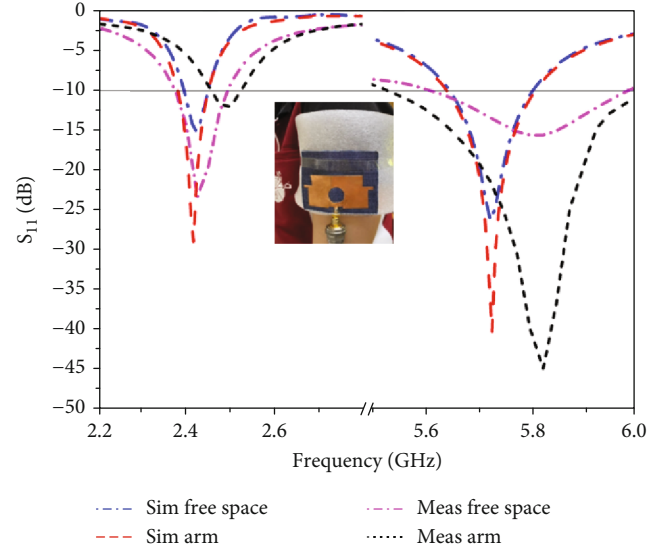 0
−5
−10
−15
−20
−25
−30
−35
−40
−45
−50
S11 (dB)
2.2 2.4 2.6 5.6 5.8 6.0
Frequency (GHz)
Sim free space Meas free space
Sim arm Meas arm